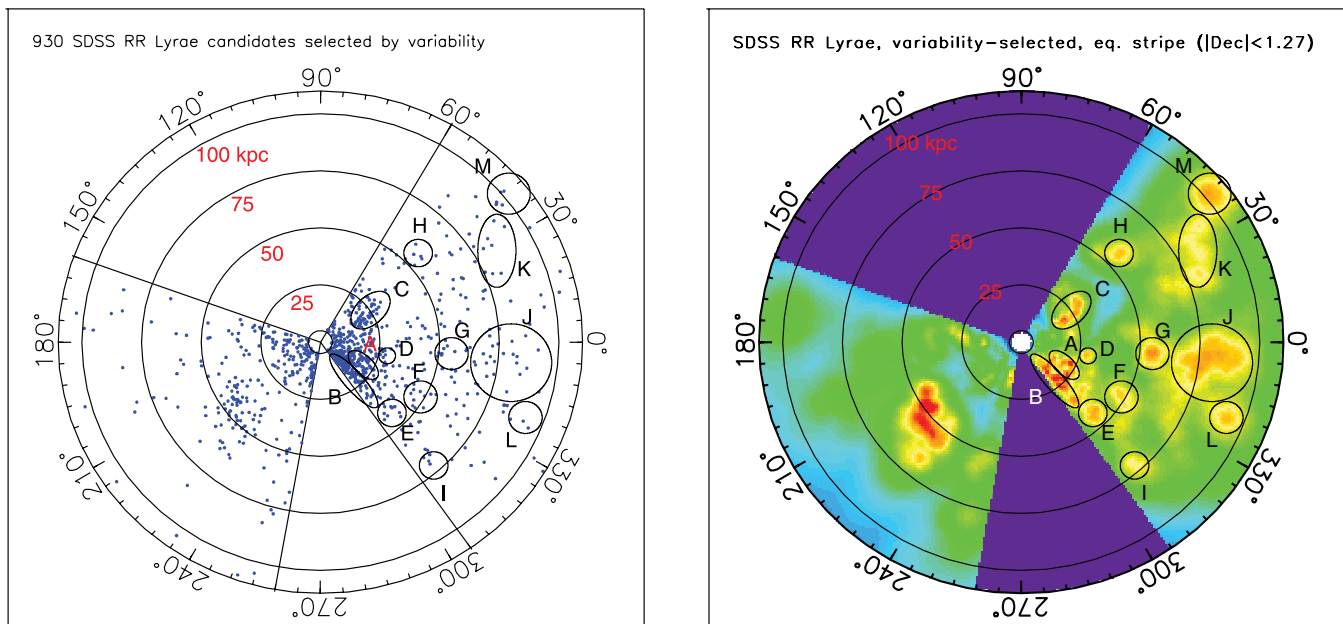 930 SDSS RR Lyrae candidates selected by variability
90°
120°
60°
100 kpc
M
150°
75
30°
H
50
K
C
25
J
180°
A
G
0°
D
F
B
E
L
I
210°
330°
240°
300°
270°
SDSS RR Lyrae, variability-selected, eq. stripe (|Dec|<1.27)
90°
120°
60°
100 kpc
M
150°
75
30°
H
50
K
25
C
J
180°
A
G
0°
D
F
B
E
L
I
210°
330°
240°
300°
270°